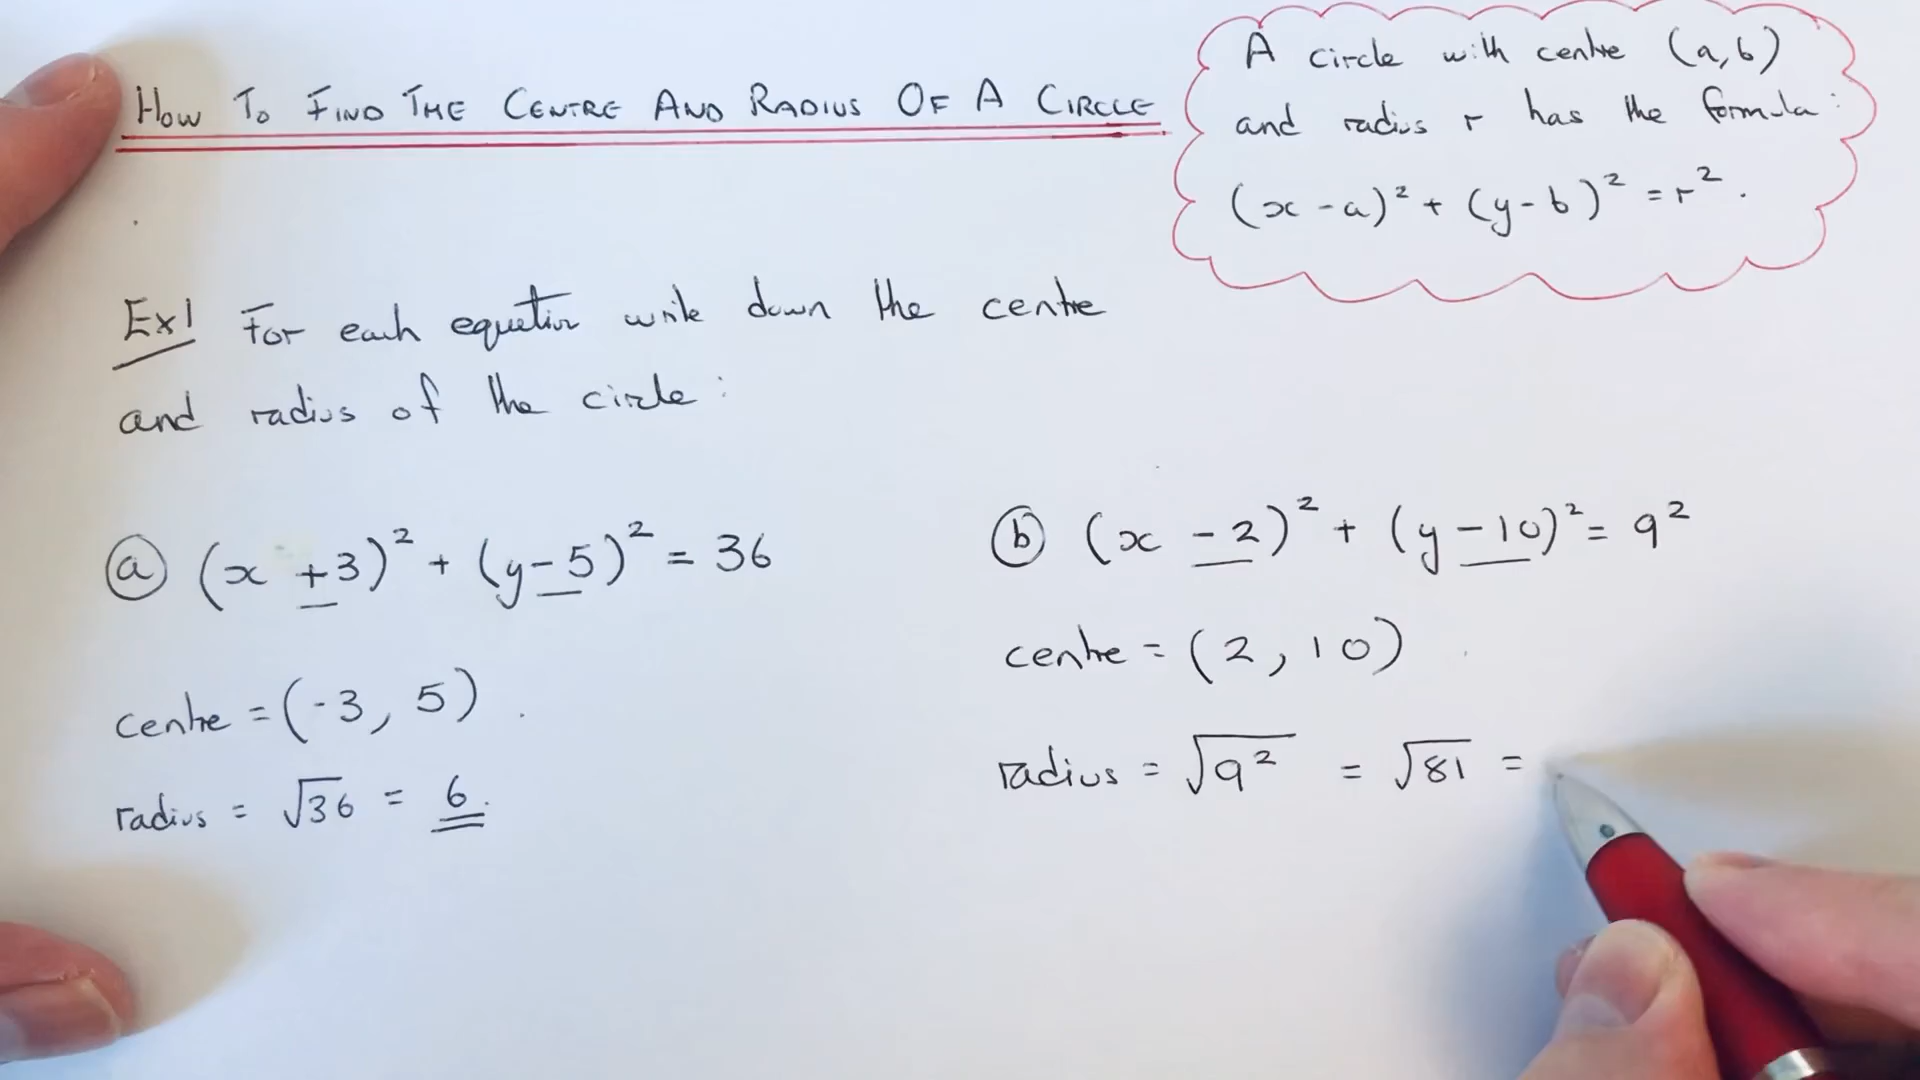 HOW TO FIND THE CENTRE AND RADIUS OF A CIRCLE
A circle with centre (a,b)
and radius r has the formula:
(x-a)² + (y-b)² = r².
Ex1 For each equation write down the centre
and radius of the circle:
ⓐ (x +3)² + (y-5)² = 36
centre = (-3, 5).
radius = √36 = 6.
ⓑ (x -2)² + (y-10)² = 9²
centre = (2, 10)
radius = √9² = √81 =